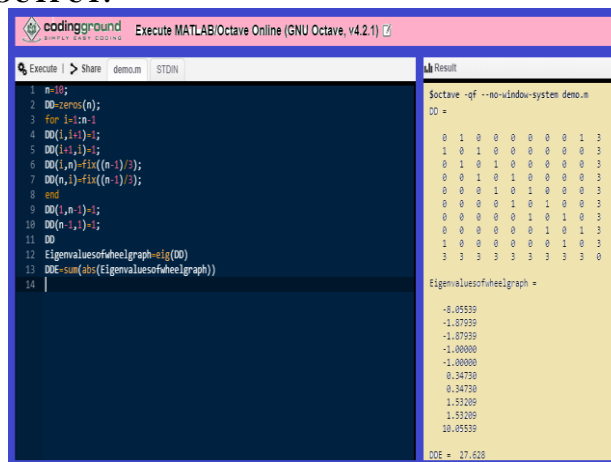 codingground
SIMPLY EASY CODING
Execute MATLAB/Octave Online (GNU Octave, v4.2.1)
Execute | > Share demo.m STDIN
1 n=10;
2 DD=zeros(n);
3 for i=1:n-1
4 DD(i,i+1)=1;
5 DD(i+1,i)=1;
6 DD(i,n)=fix((n-1)/3);
7 DD(n,i)=fix((n-1)/3);
8 end
9 DD(1,n-1)=1;
10 DD(n-1,1)=1;
11 DD
12 Eigenvaluesofwheelgraph=eig(DD)
13 DDE=sum(abs(Eigenvaluesofwheelgraph))
14
Result
$octave -qf --no-window-system demo.m
DD =
0 1 0 0 0 0 0 0 1 3
1 0 1 0 0 0 0 0 0 3
0 1 0 1 0 0 0 0 0 3
0 0 1 0 1 0 0 0 0 3
0 0 0 1 0 1 0 0 0 3
0 0 0 0 1 0 1 0 0 3
0 0 0 0 0 1 0 1 0 3
0 0 0 0 0 0 1 0 1 3
1 0 0 0 0 0 0 1 0 3
3 3 3 3 3 3 3 3 3 0
Eigenvaluesofwheelgraph =
-8.05539
-1.87939
-1.87939
-1.00000
-1.00000
0.34730
0.34730
1.53209
1.53209
10.05539
DDE = 27.628